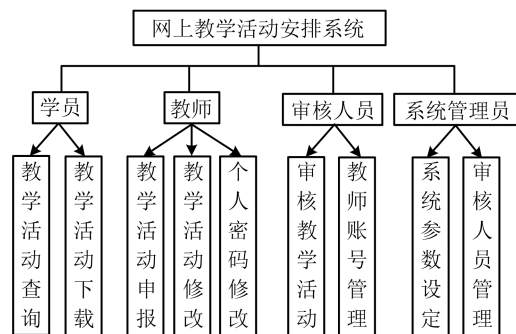 网上教学活动安排系统
学员
教师
审核人员
系统管理员
教学活动查询
教学活动下载
教学活动申报
教学活动修改
个人密码修改
审核教学活动
教师账号管理
系统参数设定
审核人员管理